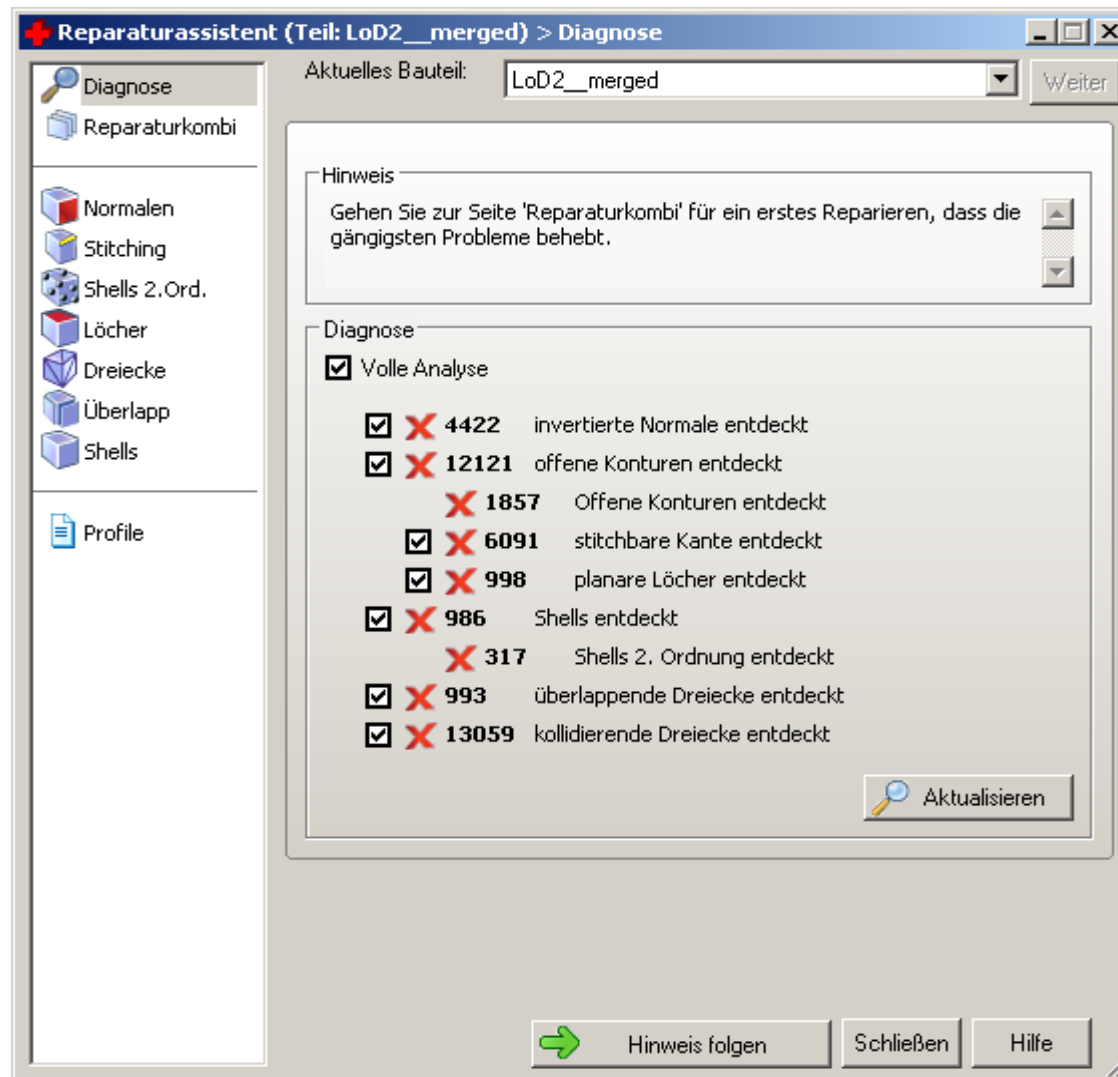 Reparaturassistent (Teil: LoD2__merged) > Diagnose
Diagnose
Reparaturkombi
Normalen
Stitching
Shells 2.Ord.
Löcher
Dreiecke
Überlapp
Shells
Profile
Aktuelles Bauteil:
LoD2__merged
Weiter
Hinweis
Gehen Sie zur Seite 'Reparaturkombi' für ein erstes Reparieren, dass die
gängigsten Probleme behebt.
Diagnose
Volle Analyse
4422 invertierte Normale entdeckt
12121 offene Konturen entdeckt
1857 Offene Konturen entdeckt
6091 stitchbare Kante entdeckt
998 planare Löcher entdeckt
986 Shells entdeckt
317 Shells 2. Ordnung entdeckt
993 überlappende Dreiecke entdeckt
13059 kollidierende Dreiecke entdeckt
Aktualisieren
Hinweis folgen
Schließen
Hilfe